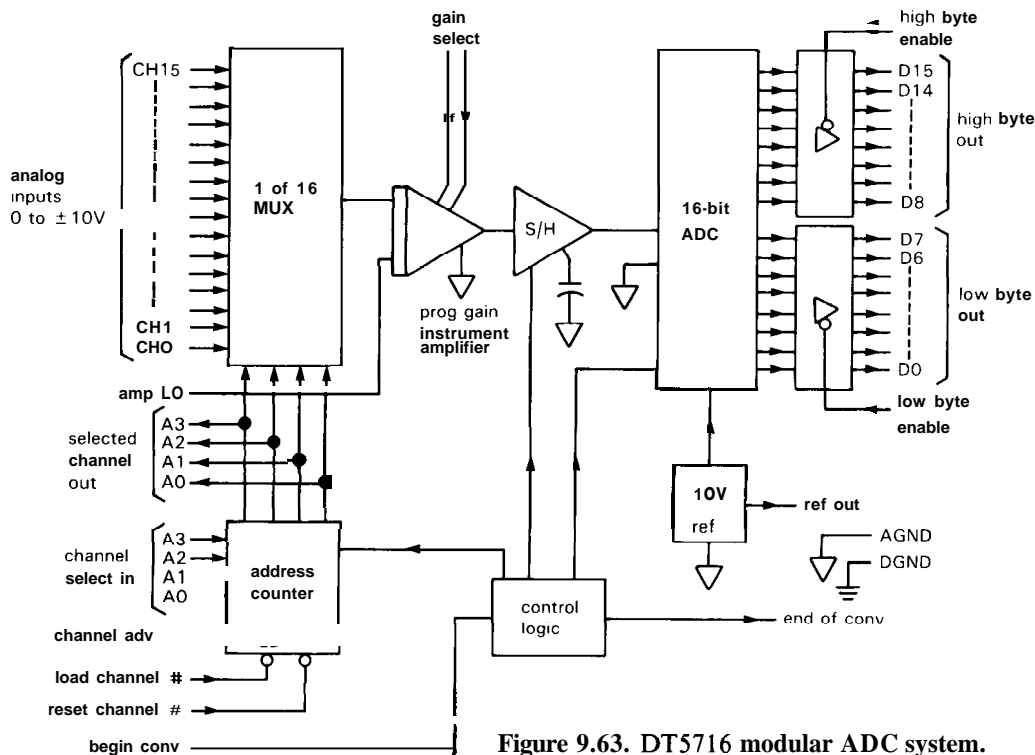 gain
select
high byte
enable
CH15
D15
D14
high byte
out
D8
analog
inputs
0 to ±10V
1 of 16
MUX
S/H
16-bit
ADC
D7
D6
low byte
out
D0
prog gain
instrument
amplifier
CH1
CHO
amp LO
low byte
enable
selected
channel
out
A3
A2
A1
A0
10V
ref
ref out
channel
select in
A3
A2
A1
A0
address
counter
AGND
DGND
control
logic
end of conv
channel adv
load channel #
reset channel #
begin conv
Figure 9.63. DT5716 modular ADC system.